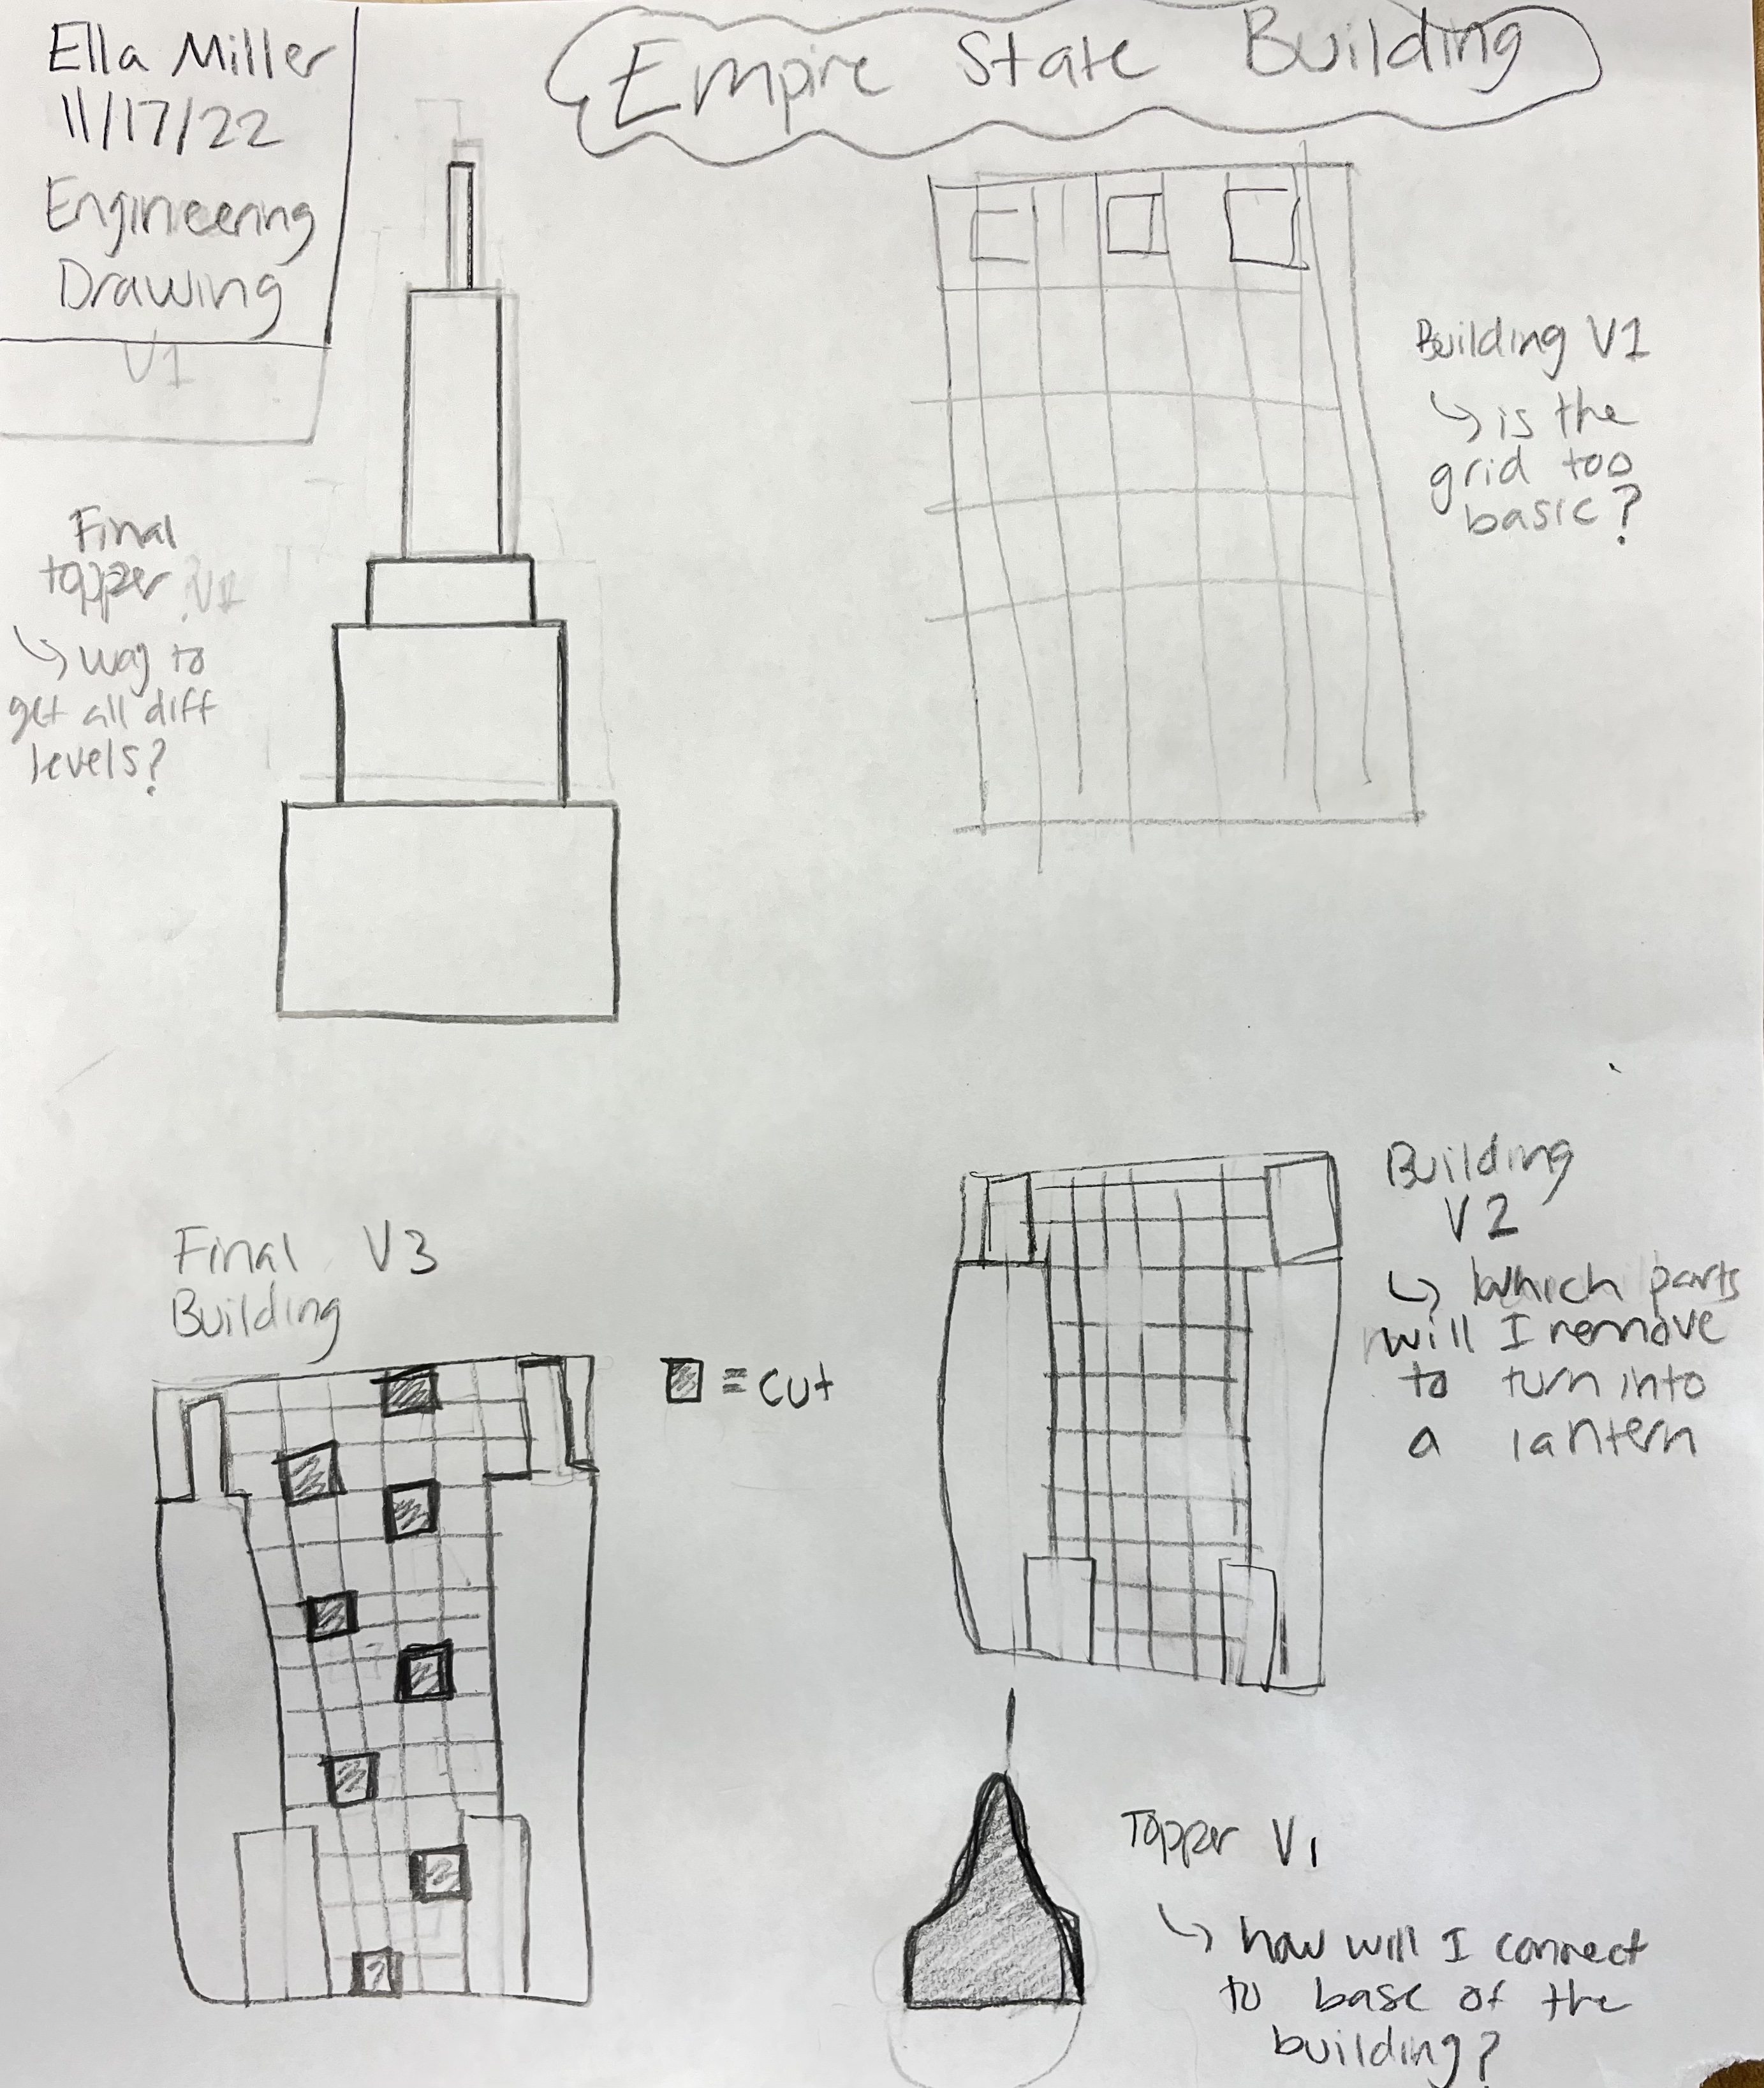 Ella Miller
11/17/22
Engineering
Drawing
V1
Empire State Building
Final
topper V1
↳ way to
get all diff
levels?
Building V1
↳ is the
grid too
basic?
Final V3
Building
= cut
Building
V2
↳ Which parts
will I remove
to turn into
a lantern
Topper V1
↳ how will I connect
to base of the
building?